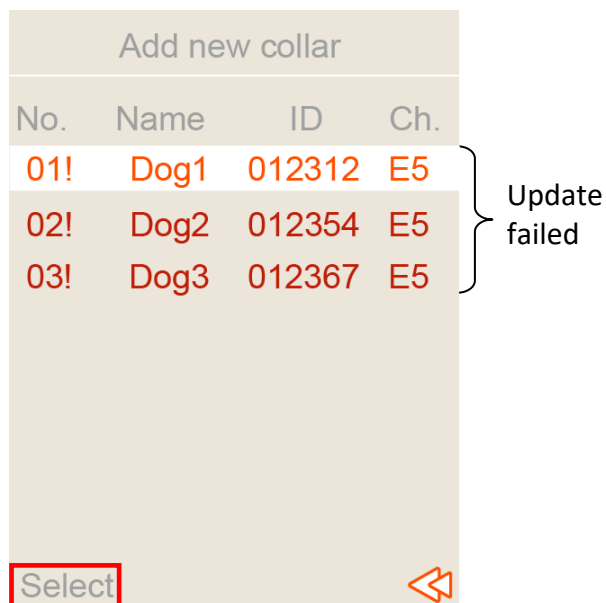 Add new collar
No. Name ID Ch.
01! Dog1 012312 E5
02! Dog2 012354 E5
03! Dog3 012367 E5
Update
failed
Select